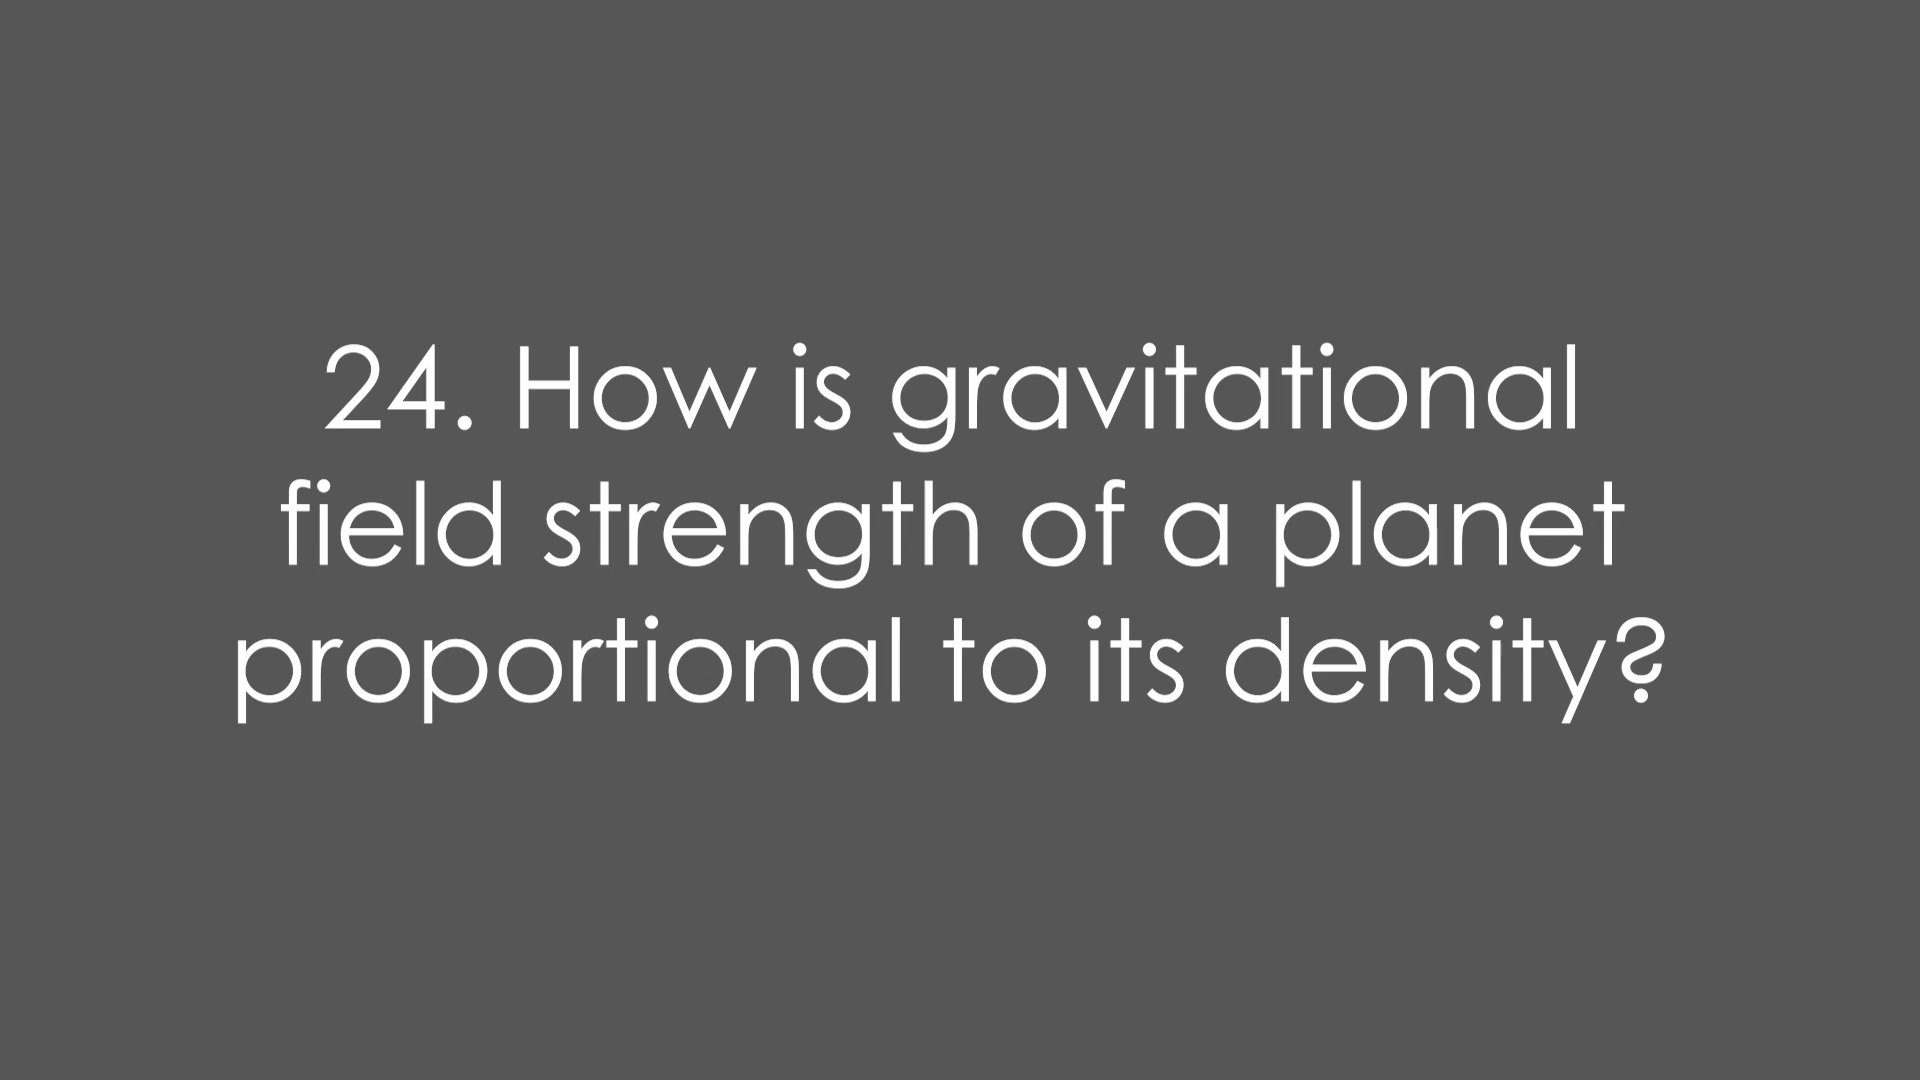 24. How is gravitational
field strength of a planet
proportional to its density?